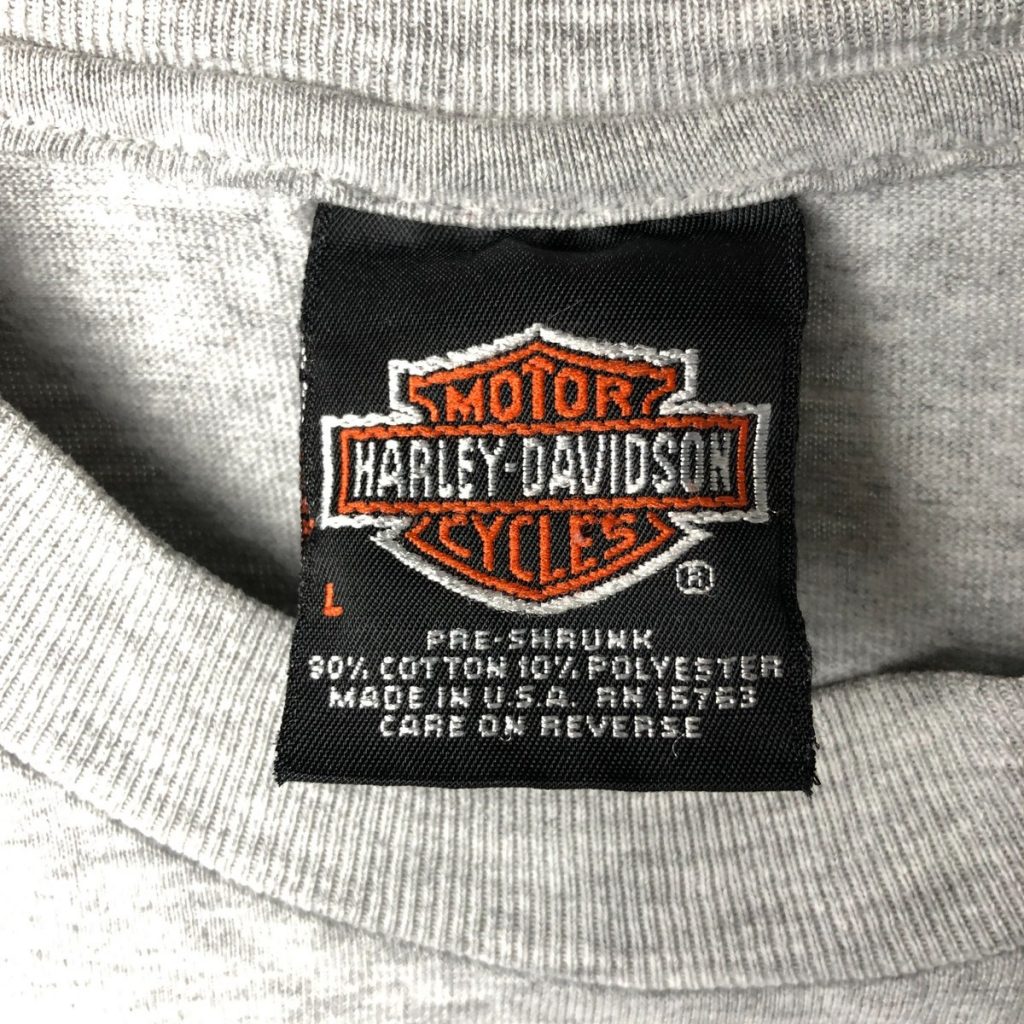 MOTOR
HARLEY-DAVIDSON
CYCLES
®
L
PRE-SHRUNK
90% COTTON 10% POLYESTER
MADE IN U.S.A. RN 15763
CARE ON REVERSE